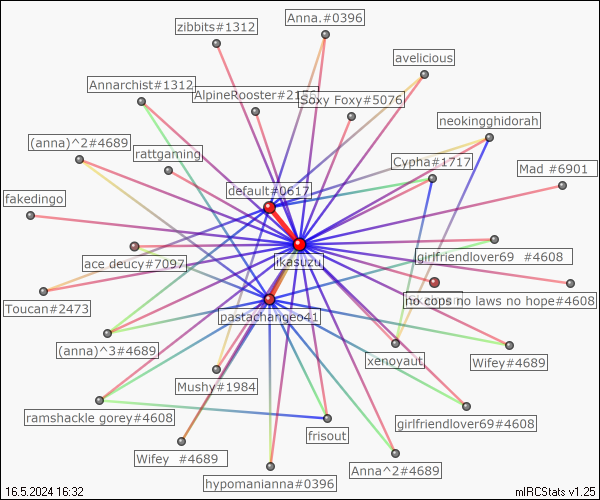 Anna.#0396
zibbits#1312
avelicious
Annarchist#1312
AlpineRooster#21
Soxy Foxy#5076
neokingghidorah
(anna)^2#4689
rattgaming
Cypha#1717
Mad #6901
default#0617
fakedingo
girlfriendlover69 #4608
ace deucy#7097
jkasuzu
no cops no laws no hope#4608
Toucan#2473
pastachangeo41
(anna)^3#4689
xenoyaut
Wifey#4689
Mushy#1984
ramshackle gorey#4608
girlfriendlover69#4608
frisout
Wifey #4689
Anna^2#4689
hypomanianna#0396
16.5.2024 16:32
mIRCStats v1.25